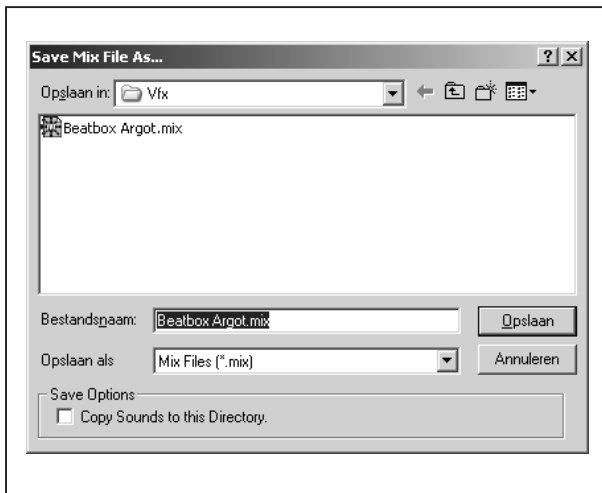 Save Mix File As...
Opslaan in: Vfx
Beatbox Argot.mix
Bestandsnaam: Beatbox Argot.mix Opslaan
Opslaan als Mix Files (*.mix) Annuleren
Save Options
Copy Sounds to this Directory.